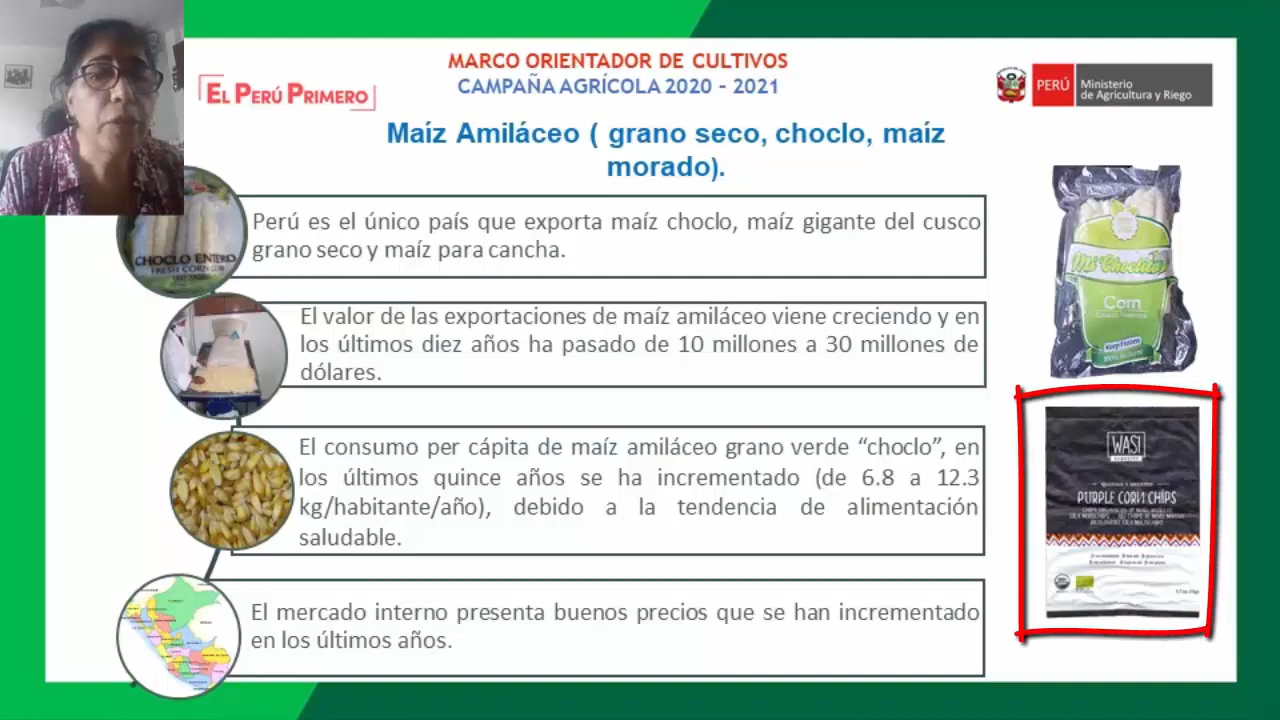 MARCO ORIENTADOR DE CULTIVOS
CAMPAÑA AGRÍCOLA 2020 - 2021
EL PERÚ PRIMERO
PERÚ
Ministerio
de Agricultura y Riego
Maíz Amiláceo ( grano seco, choclo, maíz
morado).
CHOCLO ENTERO
FRESH CORN COB
Perú es el único país que exporta maíz choclo, maíz gigante del cusco
grano seco y maíz para cancha.
El valor de las exportaciones de maíz amiláceo viene creciendo y en
los últimos diez años ha pasado de 10 millones a 30 millones de
dólares.
El consumo per cápita de maíz amiláceo grano verde “choclo”, en
los últimos quince años se ha incrementado (de 6.8 a 12.3
kg/habitante/año), debido a la tendencia de alimentación
saludable.
El mercado interno presenta buenos precios que se han incrementado
en los últimos años.
Corn
Keep Frozen
WASI
PURPLE CORN CHIPS